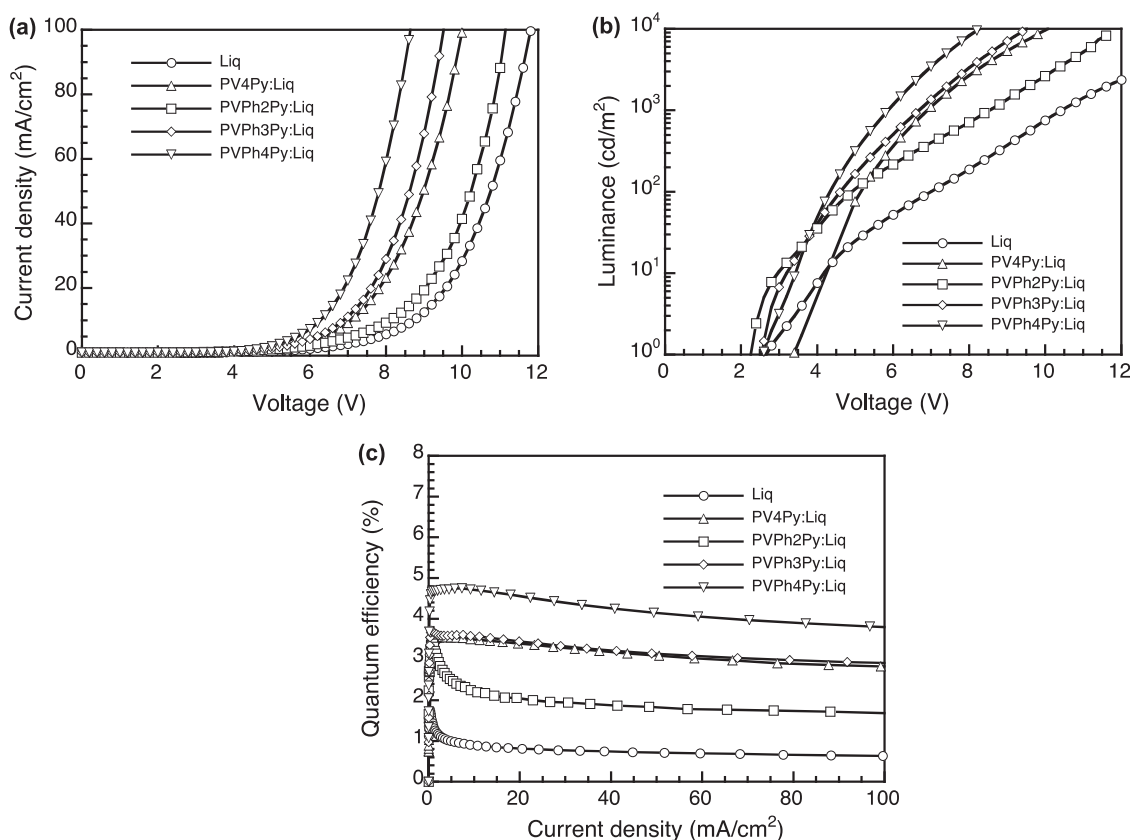 (a)
100
80
60
40
20
0
Current density (mA/cm²)
Liq
PV4Py:Liq
PVPh2Py:Liq
PVPh3Py:Liq
PVPh4Py:Liq
0 2 4 6 8 10 12
Voltage (V)
(b)
10⁴
10³
10²
10¹
10⁰
Luminance (cd/m²)
Liq
PV4Py:Liq
PVPh2Py:Liq
PVPh3Py:Liq
PVPh4Py:Liq
0 2 4 6 8 10 12
Voltage (V)
(c)
8
7
6
5
4
3
2
1
0
Quantum efficiency (%)
Liq
PV4Py:Liq
PVPh2Py:Liq
PVPh3Py:Liq
PVPh4Py:Liq
0 20 40 60 80 100
Current density (mA/cm²)